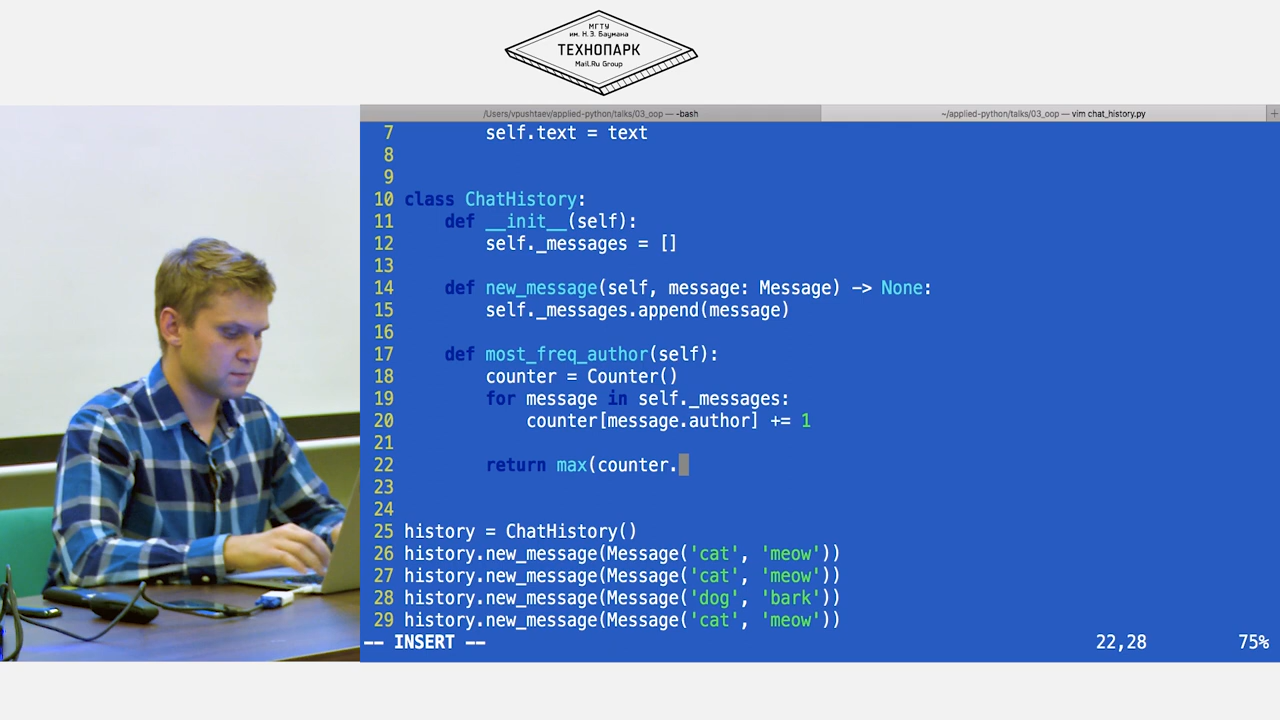 МГТУ
им. Н.Э. Баумана
ТЕХНОПАРК
Mail.Ru Group
/Users/vpushtaev/applied-python/talks/03_oop — -bash
~/applied-python/talks/03_oop — vim chat_history.py
+
7         self.text = text
8
9
10 class ChatHistory:
11     def __init__(self):
12         self._messages = []
13
14     def new_message(self, message: Message) -> None:
15         self._messages.append(message)
16
17     def most_freq_author(self):
18         counter = Counter()
19         for message in self._messages:
20             counter[message.author] += 1
21
22         return max(counter.
23
24
25 history = ChatHistory()
26 history.new_message(Message('cat', 'meow'))
27 history.new_message(Message('cat', 'meow'))
28 history.new_message(Message('dog', 'bark'))
29 history.new_message(Message('cat', 'meow'))
-- INSERT -- 22,28 75%